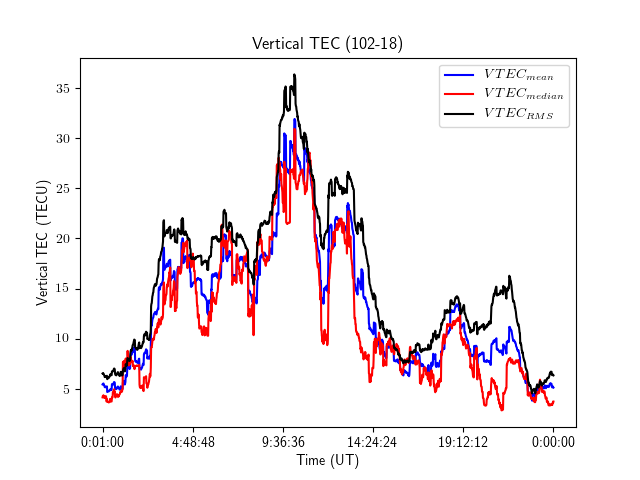 Vertical TEC (102-18)
VTEC_mean
VTEC_median
VTEC_RMS
Vertical TEC (TECU)
35
30
25
20
15
10
5
0:01:00 4:48:48 9:36:36 14:24:24 19:12:12 0:00:00
Time (UT)